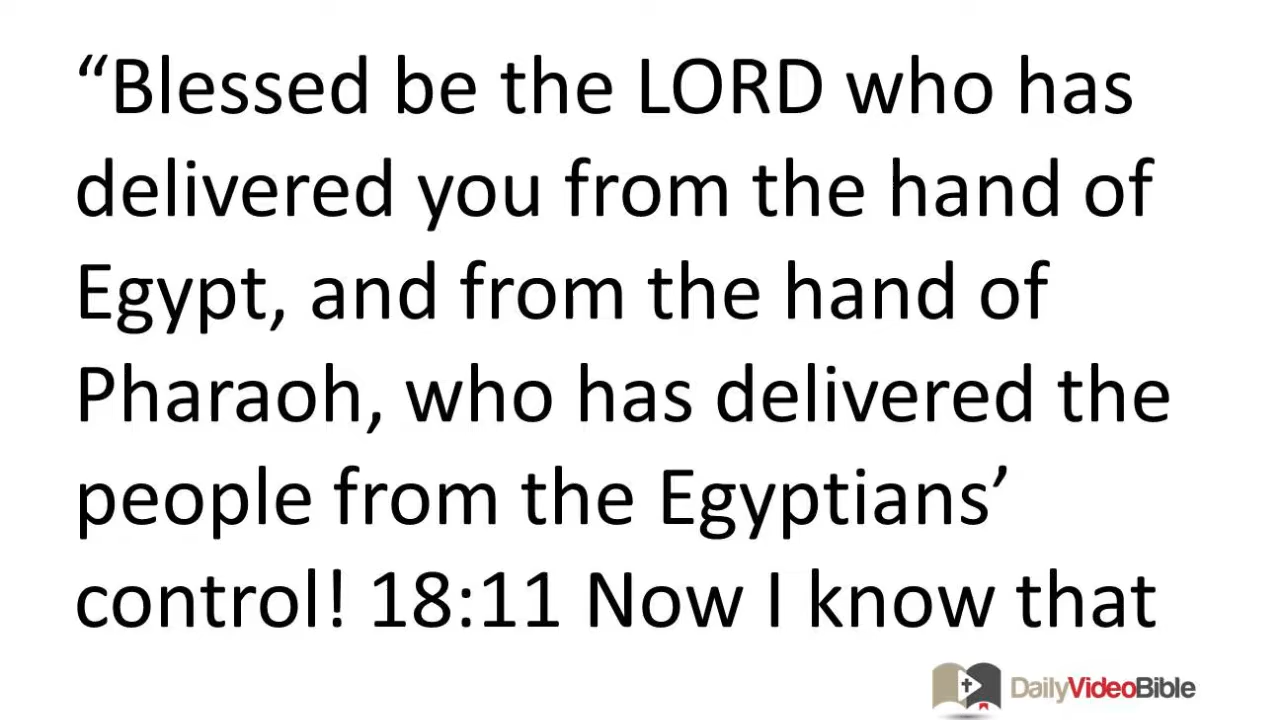 “Blessed be the LORD who has
delivered you from the hand of
Egypt, and from the hand of
Pharaoh, who has delivered the
people from the Egyptians’
control! 18:11 Now I know that
DailyVideoBible